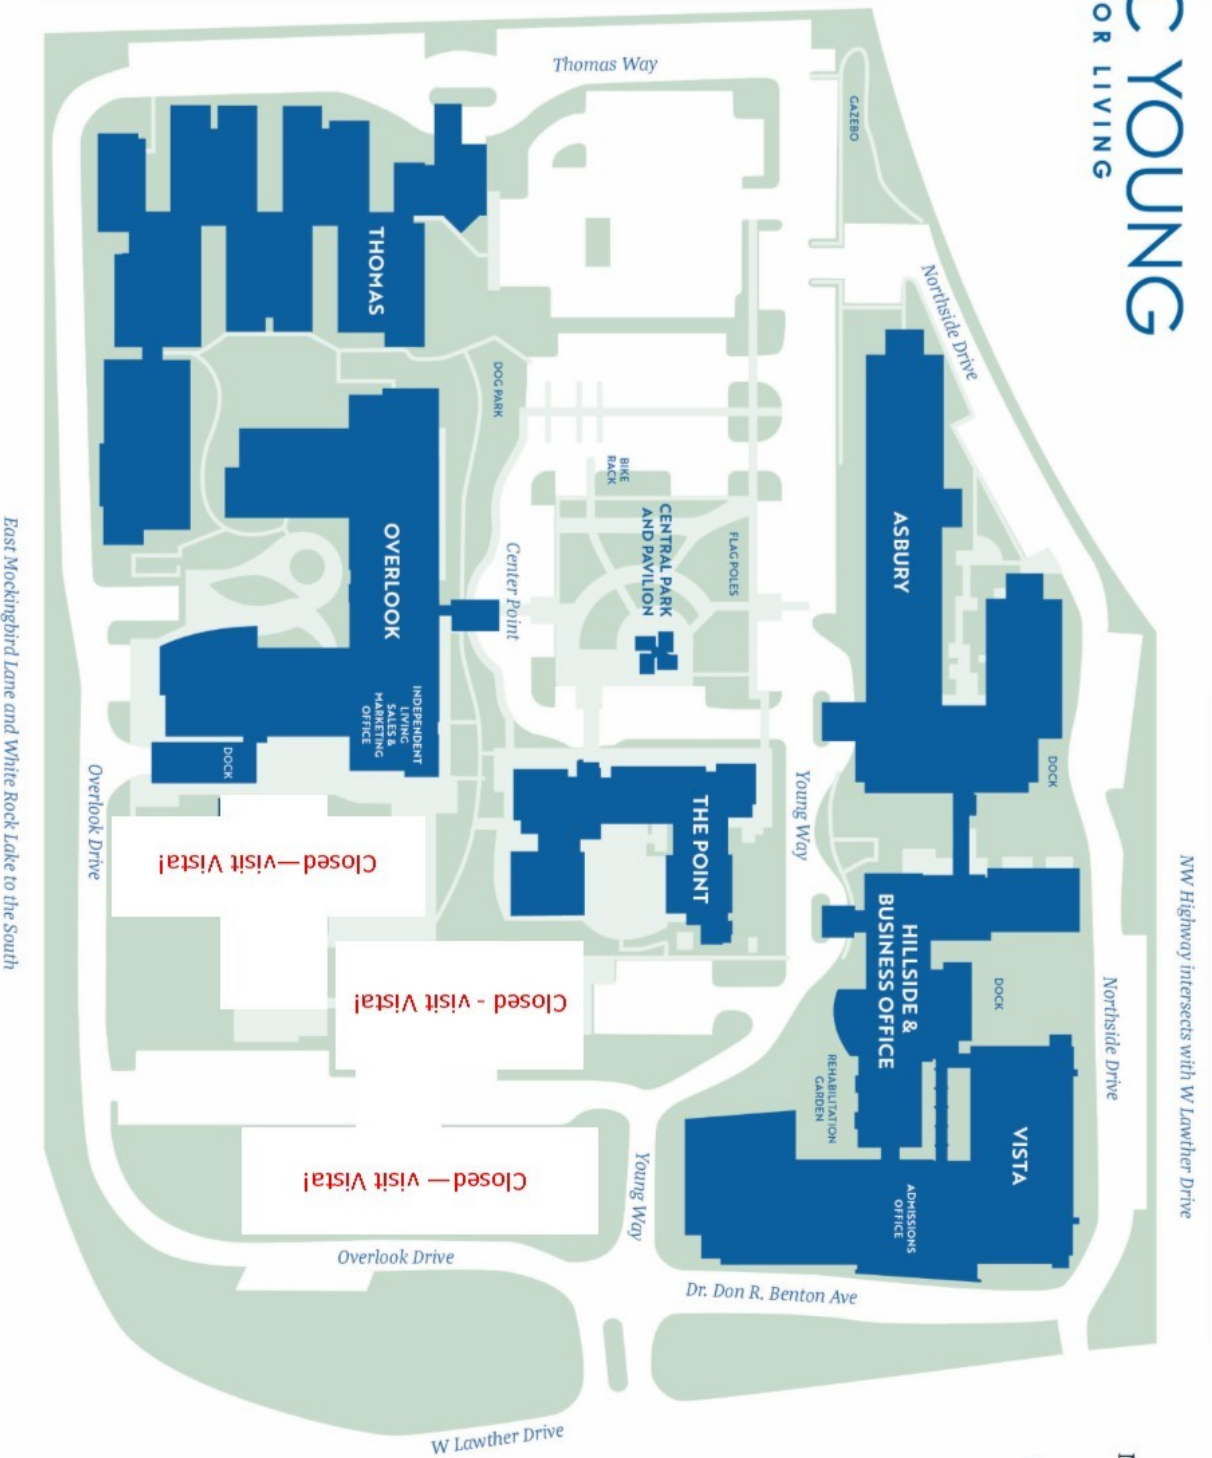 C YOUNG
OR LIVING
NW Highway intersects with W Lawther Drive
Northside Drive
Northside Drive
GAZEBO
ASBURY
DOCK
HILLSIDE &
BUSINESS OFFICE
DOCK
REHABILITATION
GARDEN
VISTA
ADMISSIONS
OFFICE
Thomas Way
Young Way
FLAG POLES
CENTRAL PARK
AND PAVILION
BIKE
RACK
THE POINT
Young Way
Dr. Don R. Benton Ave
Center Point
DOG PARK
THOMAS
OVERLOOK
INDEPENDENT
LIVING
SALES &
MARKETING
OFFICE
DOCK
Closed—visit Vista!
Closed - visit Vista!
Closed — visit Vista!
Overlook Drive
Overlook Drive
W Lawther Drive
East Mockingbird Lane and White Rock Lake to the South